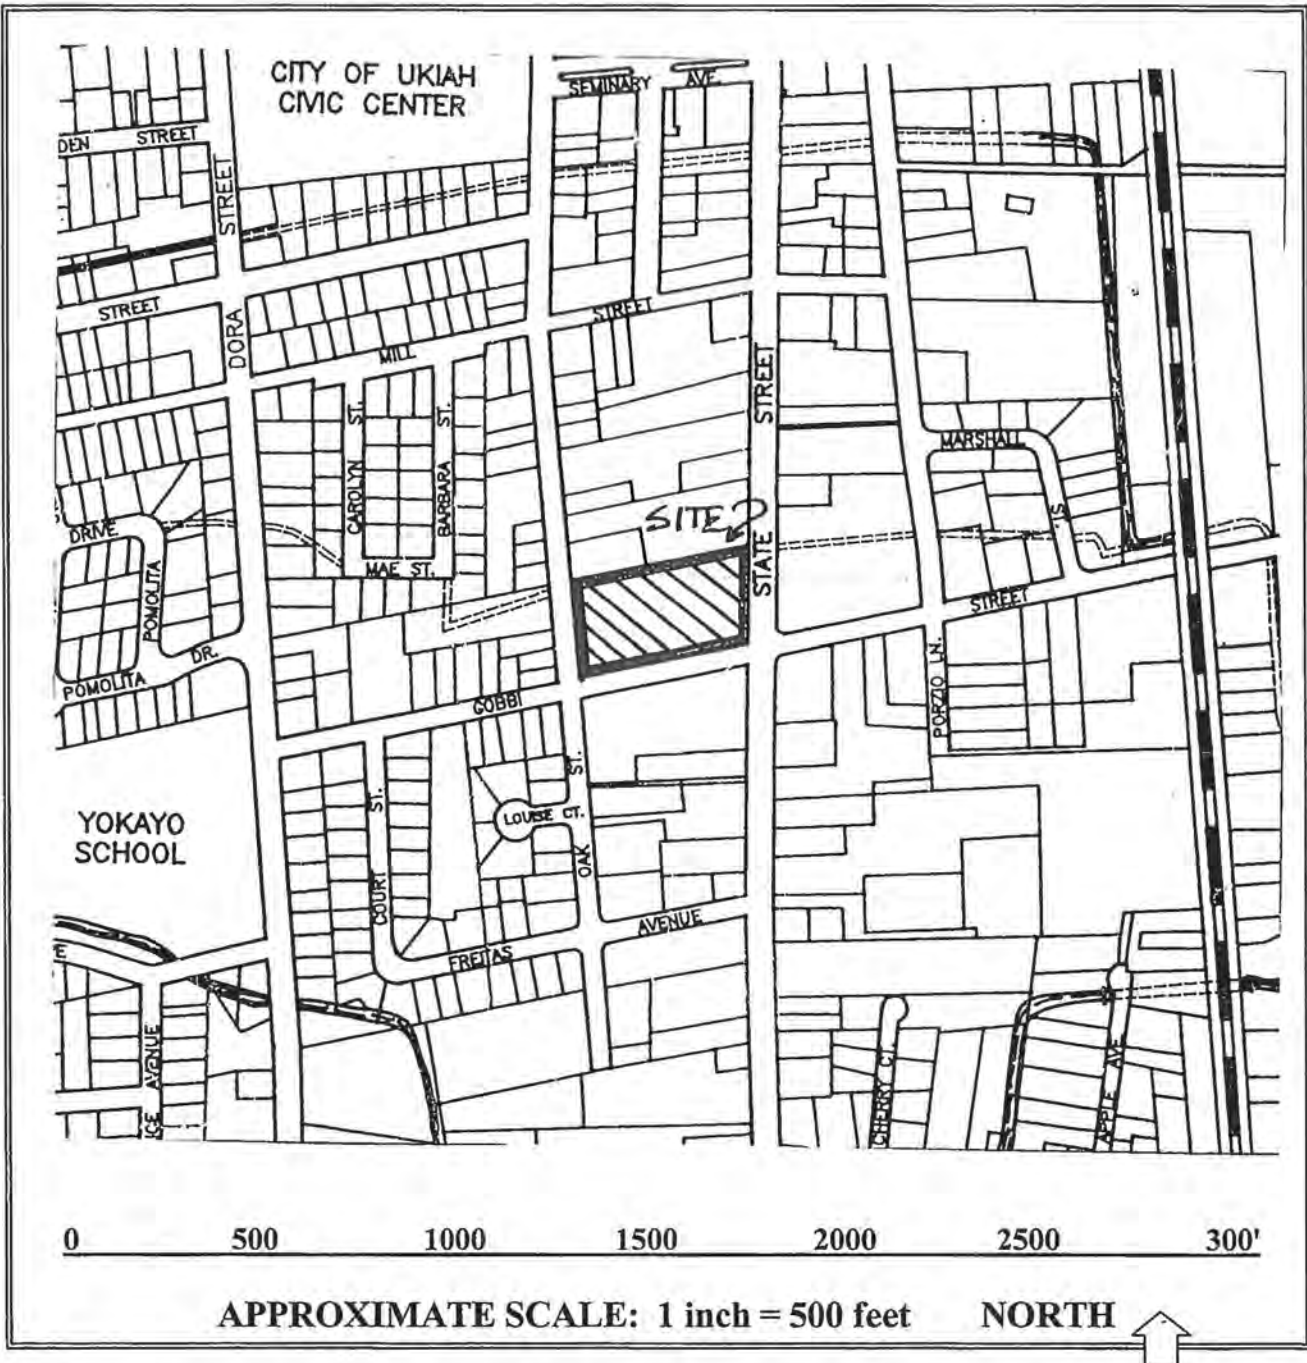 CITY OF UKIAH
CIVIC CENTER
SEMINARY AVE.
DEN STREET
STREET
STREET
DORA
STREET
MILL
STREET
CAROLYN ST.
BARBARA ST.
MARSHALL
S
DRIVE
POMOLITA
MAE ST.
SITE
STATE
STREET
DR.
POMOLITA
GOBBI
STREET
PORZIO LN.
YOKAYO
SCHOOL
COURT ST.
LOUISE CT.
OAK
ST.
E
FREITAS
AVENUE
ICE AVENUE
CHERRY CT
APPLE AVE
0 500 1000 1500 2000 2500 300'
APPROXIMATE SCALE: 1 inch = 500 feet NORTH